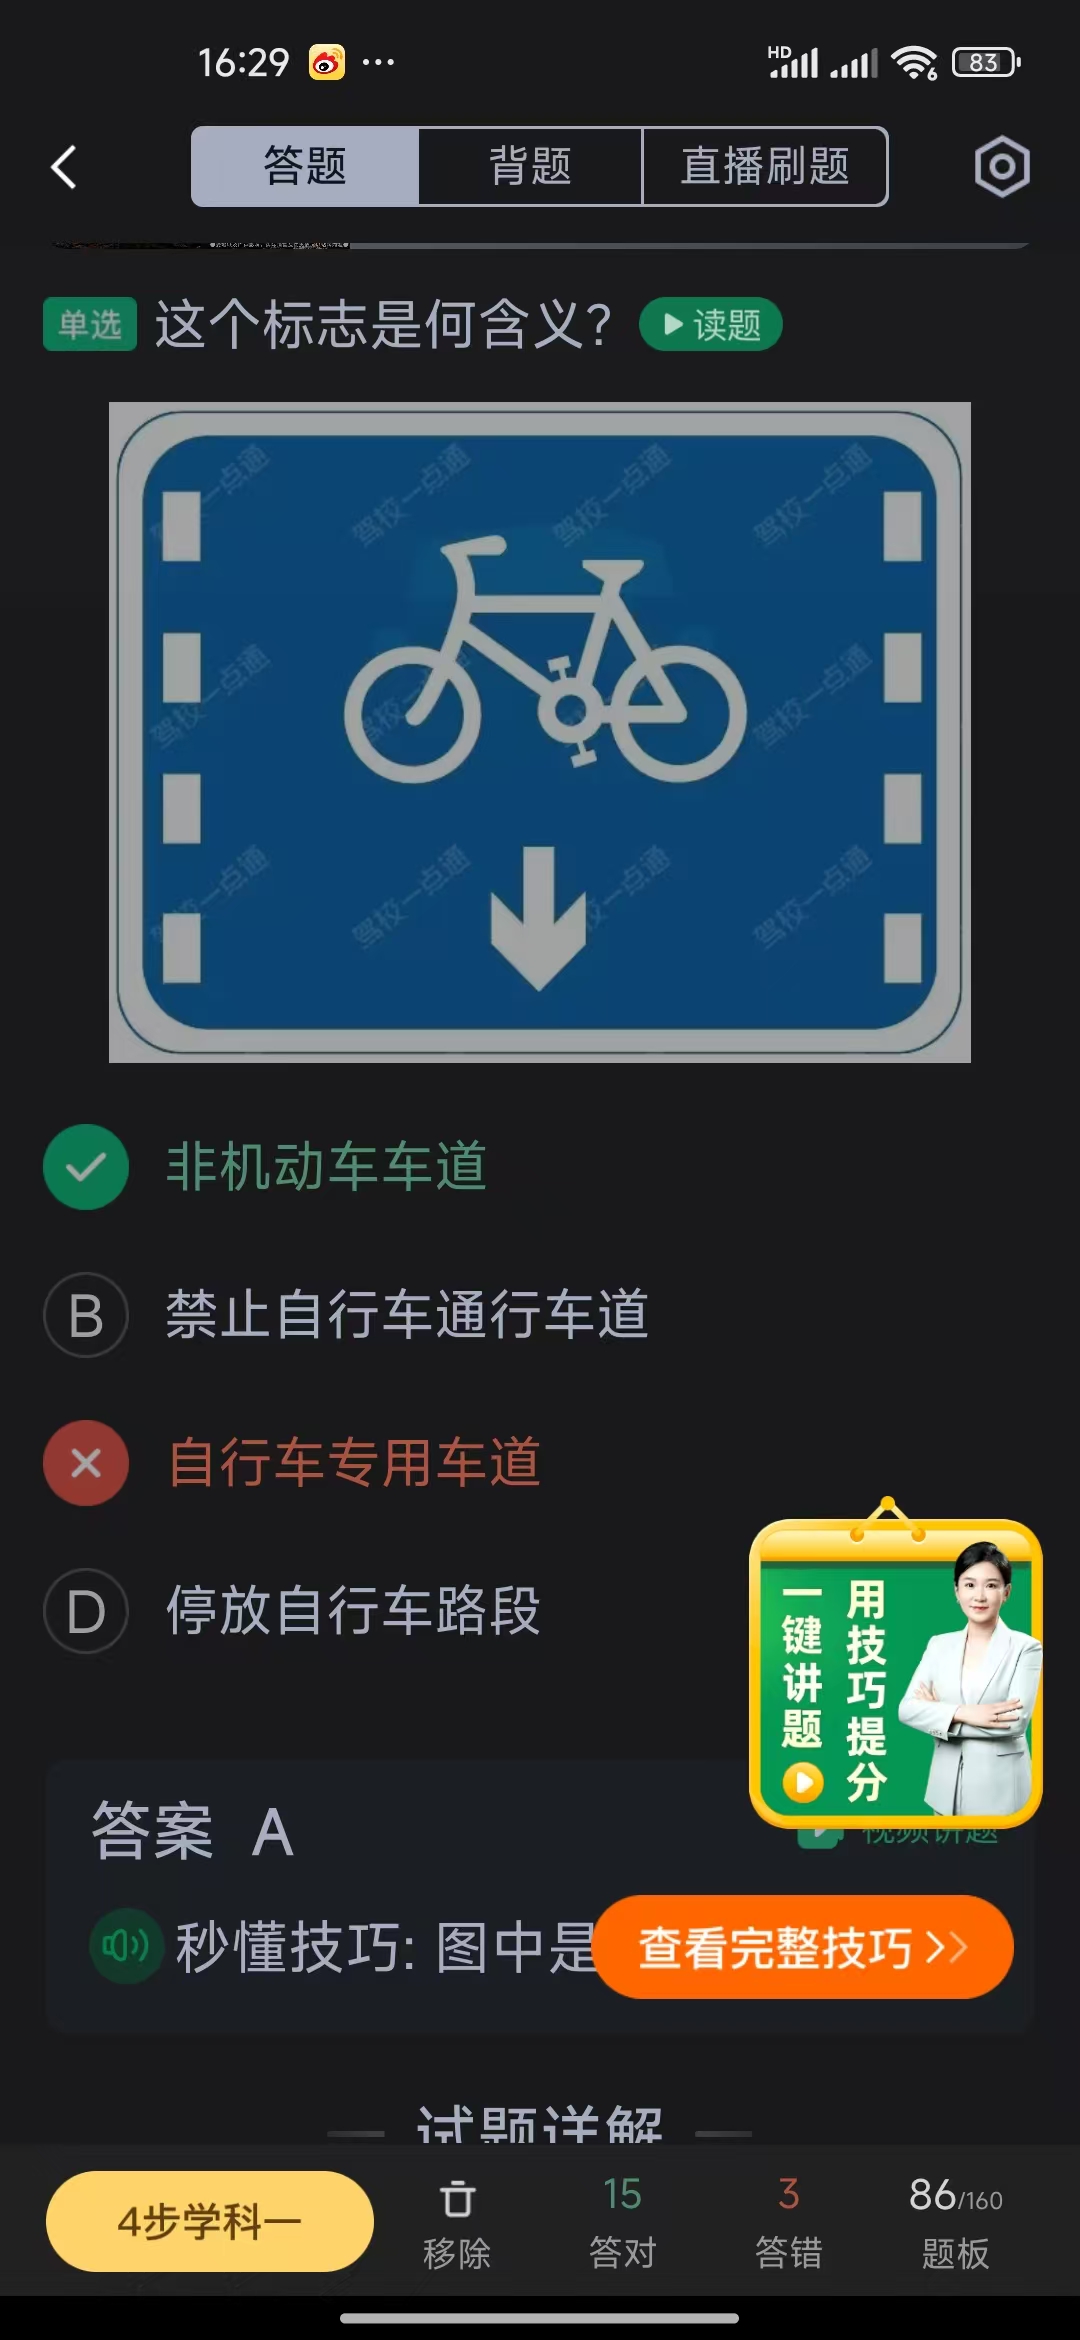 16:29 ... HD 6 83
答题 背题 直播刷题
单选 这个标志是何含义? 读题
驾校一点通 驾校一点通 驾校一点通 驾校一点通
驾校一点通 驾校一点通 驾校一点通
驾校一点通 驾校一点通 驾校一点通 驾校一点通
非机动车车道
B 禁止自行车通行车道
自行车专用车道
D 停放自行车路段
一键讲题
用技巧提分
答案 A
视频讲题
秒懂技巧: 图中是
查看完整技巧 >>
试题详解
4步学科一
移除
15
答对
3
答错
86/160
题板